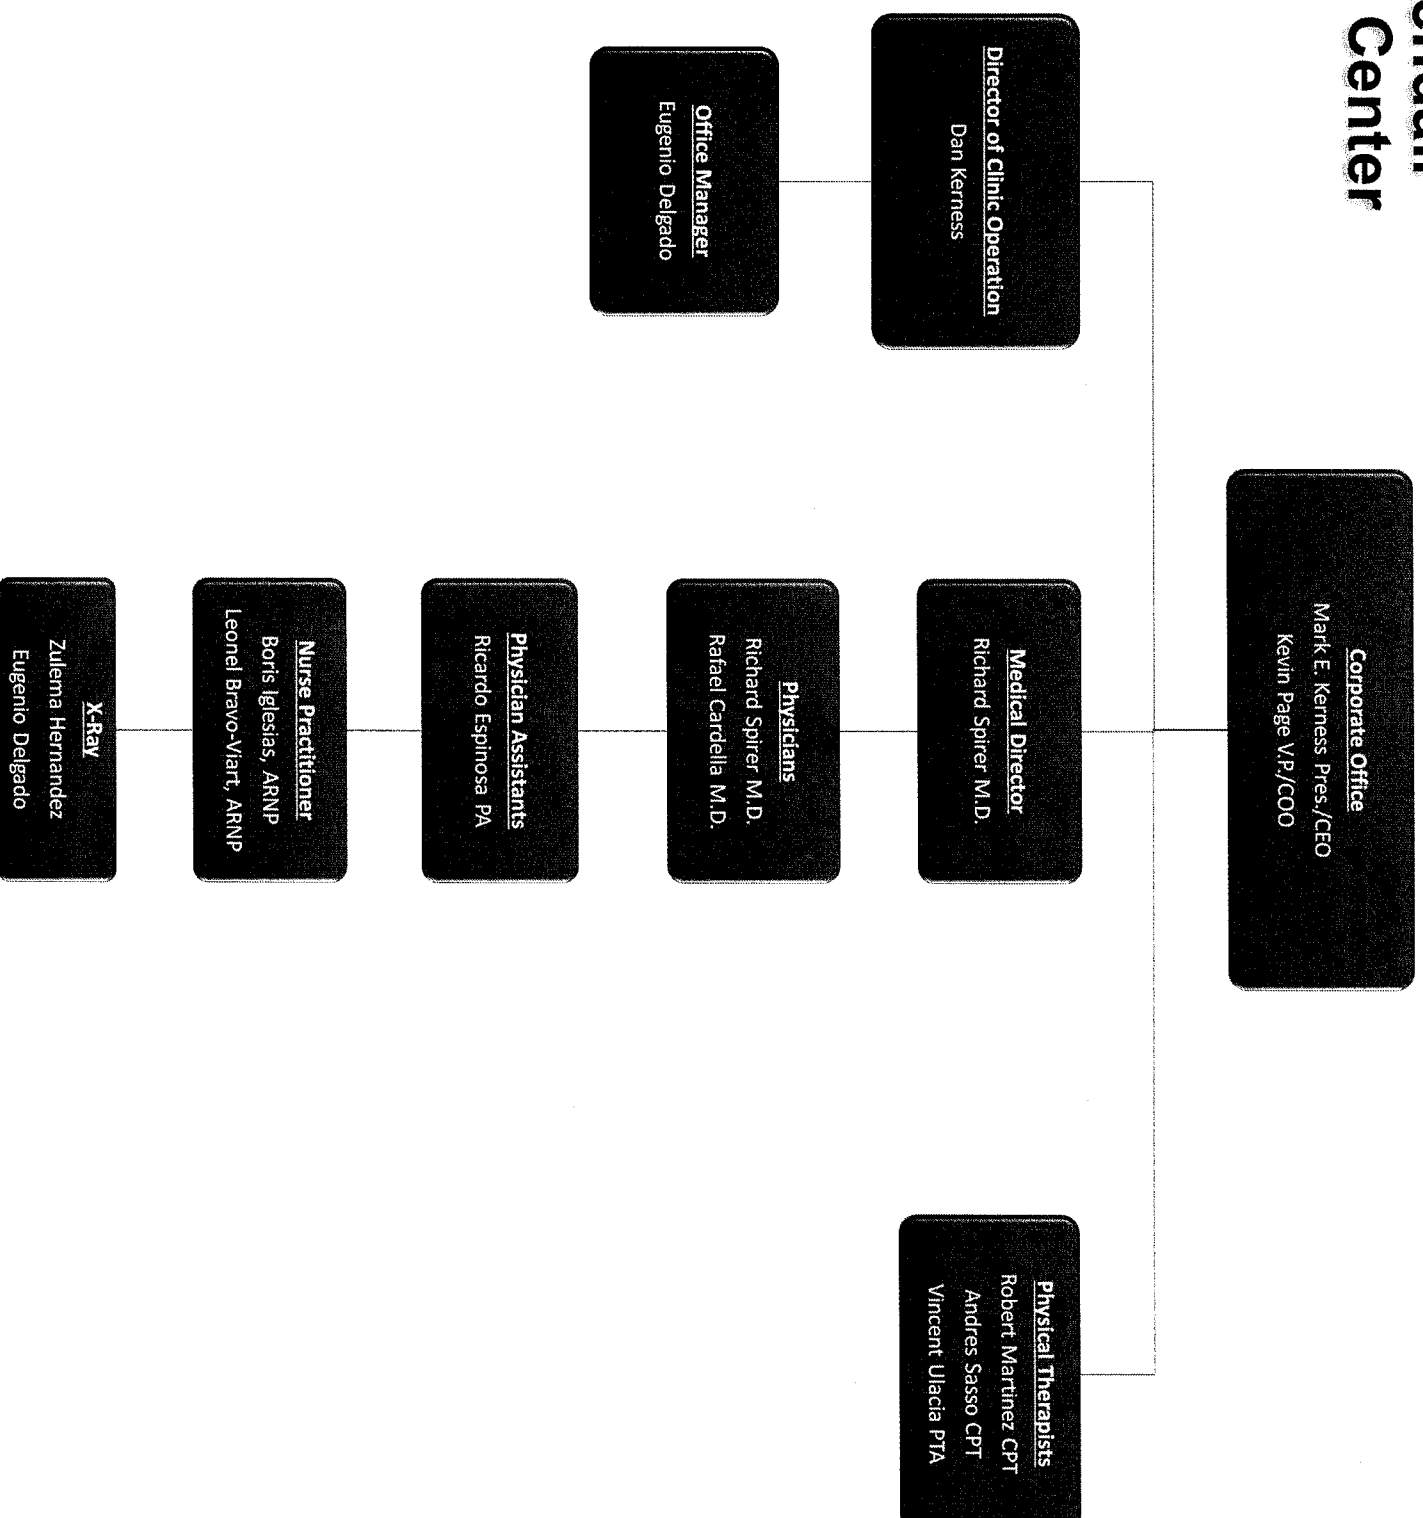 Center
Corporate Office
Mark E. Kerness Pres./CEO
Kevin Page V.P./COO
Director of Clinic Operation
Dan Kerness
Office Manager
Eugenio Delgado
Medical Director
Richard Spirer M.D.
Physicians
Richard Spirer M.D.
Rafael Cardella M.D.
Physician Assistants
Ricardo Espinosa PA
Nurse Practitioner
Boris Iglesias, ARNP
Leonel Bravo-Viart, ARNP
X-Ray
Zulema Hernandez
Eugenio Delgado
Physical Therapists
Robert Martinez CPT
Andres Sasso CPT
Vincent Ulacia PTA